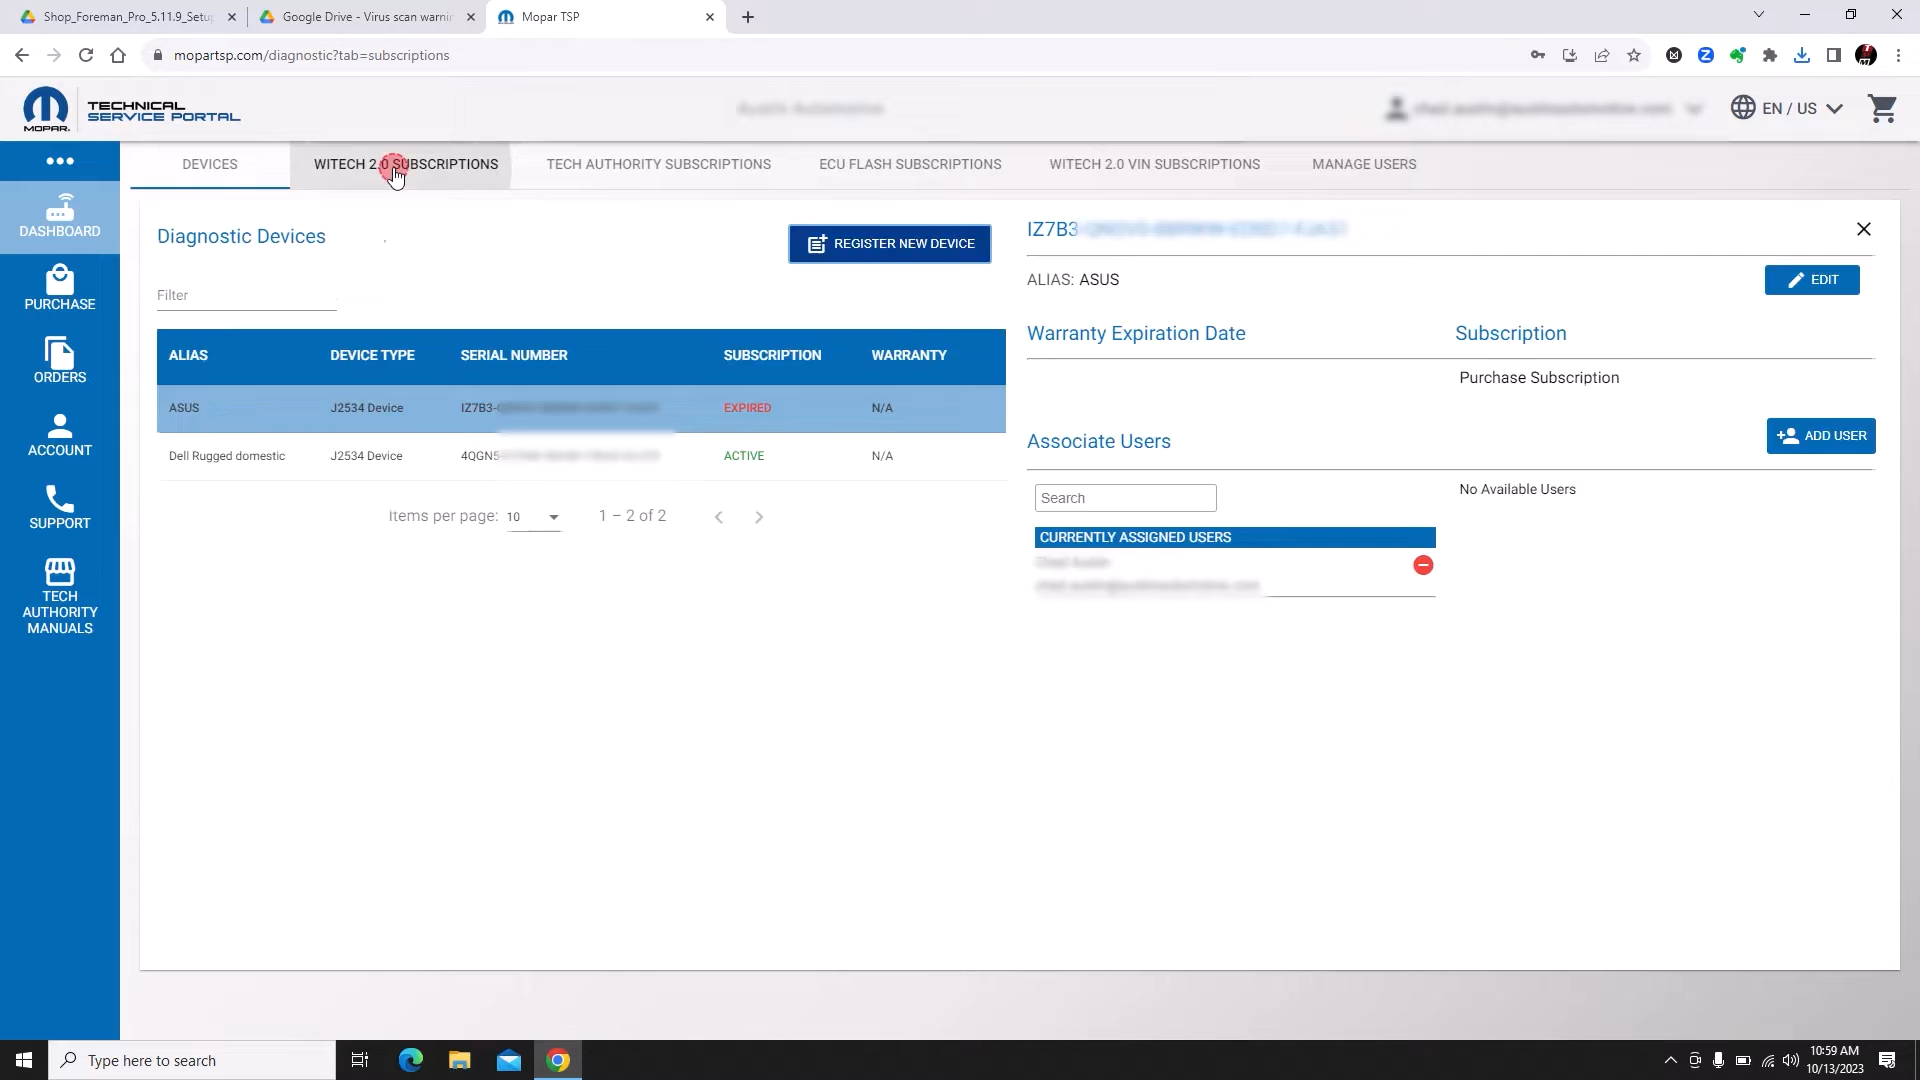 Shop_Foreman_Pro_5.11.9_Setu
Google Drive - Virus scan warnin
Mopar TSP
mopartsp.com/diagnostic?tab=subscriptions
MOPAR.
TECHNICAL
SERVICE PORTAL
EN / US
DASHBOARD
PURCHASE
ORDERS
ACCOUNT
SUPPORT
TECH
AUTHORITY
MANUALS
DEVICES
WITECH 2.0 SUBSCRIPTIONS
TECH AUTHORITY SUBSCRIPTIONS
ECU FLASH SUBSCRIPTIONS
WITECH 2.0 VIN SUBSCRIPTIONS
MANAGE USERS
Diagnostic Devices
REGISTER NEW DEVICE
Filter
ALIAS DEVICE TYPE SERIAL NUMBER SUBSCRIPTION WARRANTY
ASUS J2534 Device IZ7B3- EXPIRED N/A
Dell Rugged domestic J2534 Device 4QGN5 ACTIVE N/A
Items per page: 10 1 – 2 of 2
IZ7B3
ALIAS: ASUS
EDIT
Warranty Expiration Date
Subscription
Purchase Subscription
Associate Users
ADD USER
Search
No Available Users
CURRENTLY ASSIGNED USERS
Type here to search
10:59 AM
10/13/2023